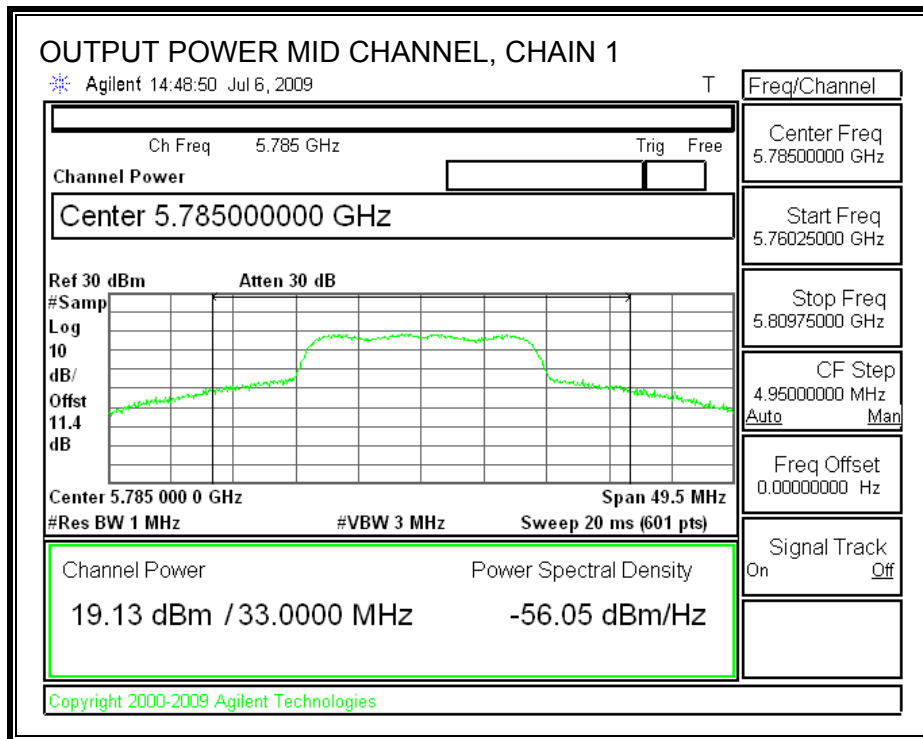 OUTPUT POWER MID CHANNEL, CHAIN 1
Agilent 14:48:50 Jul 6, 2009 T
Freq/Channel
Ch Freq 5.785 GHz Trig Free
Channel Power
Center 5.785000000 GHz
Ref 30 dBm Atten 30 dB
#Samp
Log
10
dB/
Offst
11.4
dB
Center 5.785 000 0 GHz Span 49.5 MHz
#Res BW 1 MHz #VBW 3 MHz Sweep 20 ms (601 pts)
Channel Power Power Spectral Density
19.13 dBm / 33.0000 MHz -56.05 dBm/Hz
Center Freq
5.78500000 GHz
Start Freq
5.76025000 GHz
Stop Freq
5.80975000 GHz
CF Step
4.95000000 MHz
Auto Man
Freq Offset
0.00000000 Hz
Signal Track
On Off
Copyright 2000-2009 Agilent Technologies